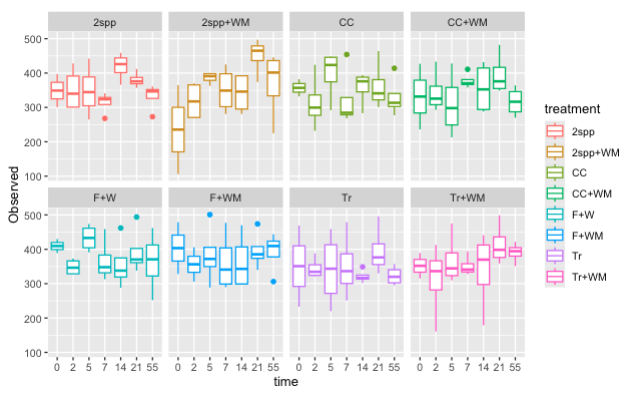 2spp 2spp+WM CC CC+WM
500
400
300
200
100
F+W F+WM Tr Tr+WM
500
400
300
200
100
0 2 5 7 14 21 55 0 2 5 7 14 21 55 0 2 5 7 14 21 55 0 2 5 7 14 21 55
time
Observed
treatment
2spp
2spp+WM
CC
CC+WM
F+W
F+WM
Tr
Tr+WM